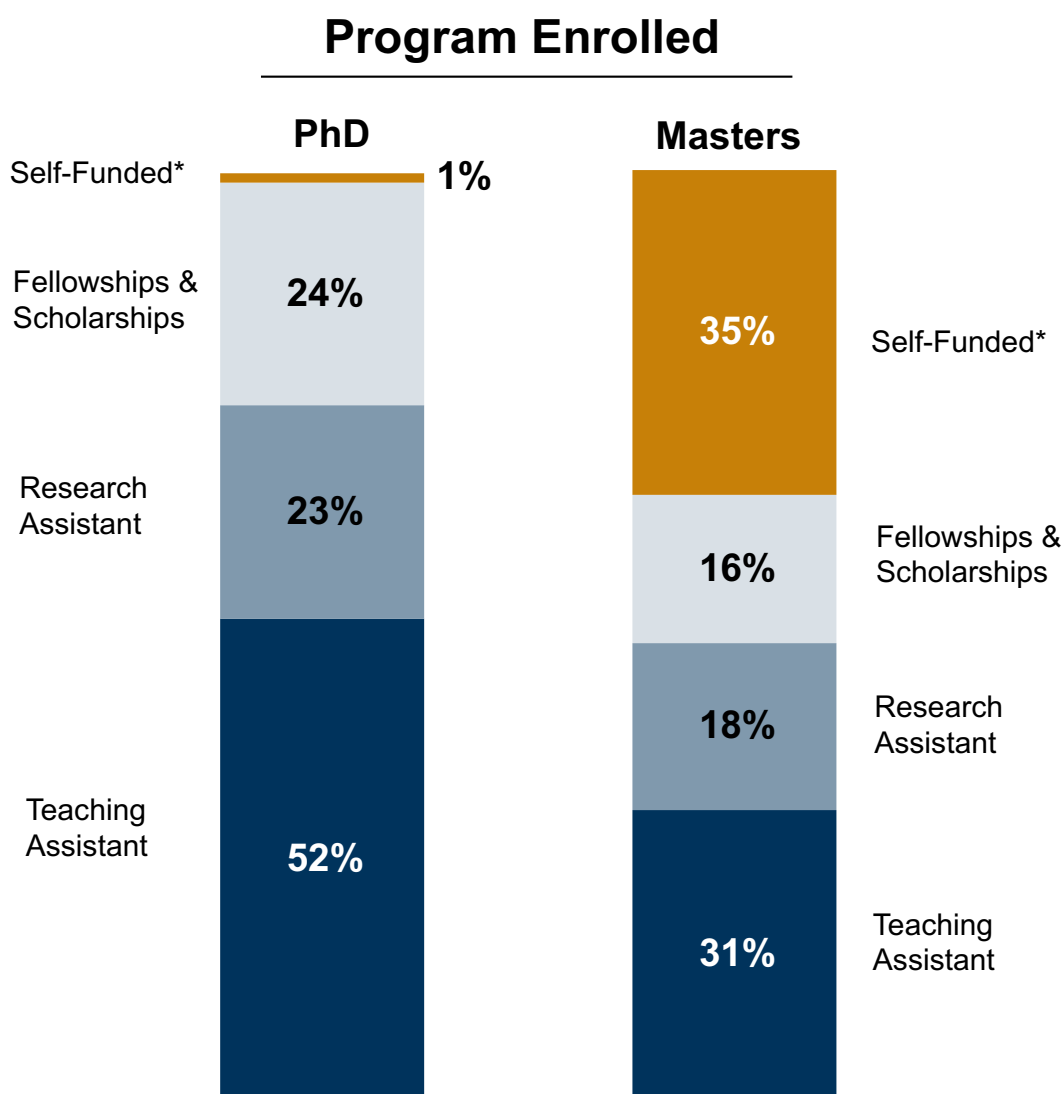 Program Enrolled
PhD
Masters
Self-Funded*
1%
Fellowships &
Scholarships
24%
Research
Assistant
23%
Teaching
Assistant
52%
35%
Self-Funded*
16%
Fellowships &
Scholarships
18%
Research
Assistant
31%
Teaching
Assistant